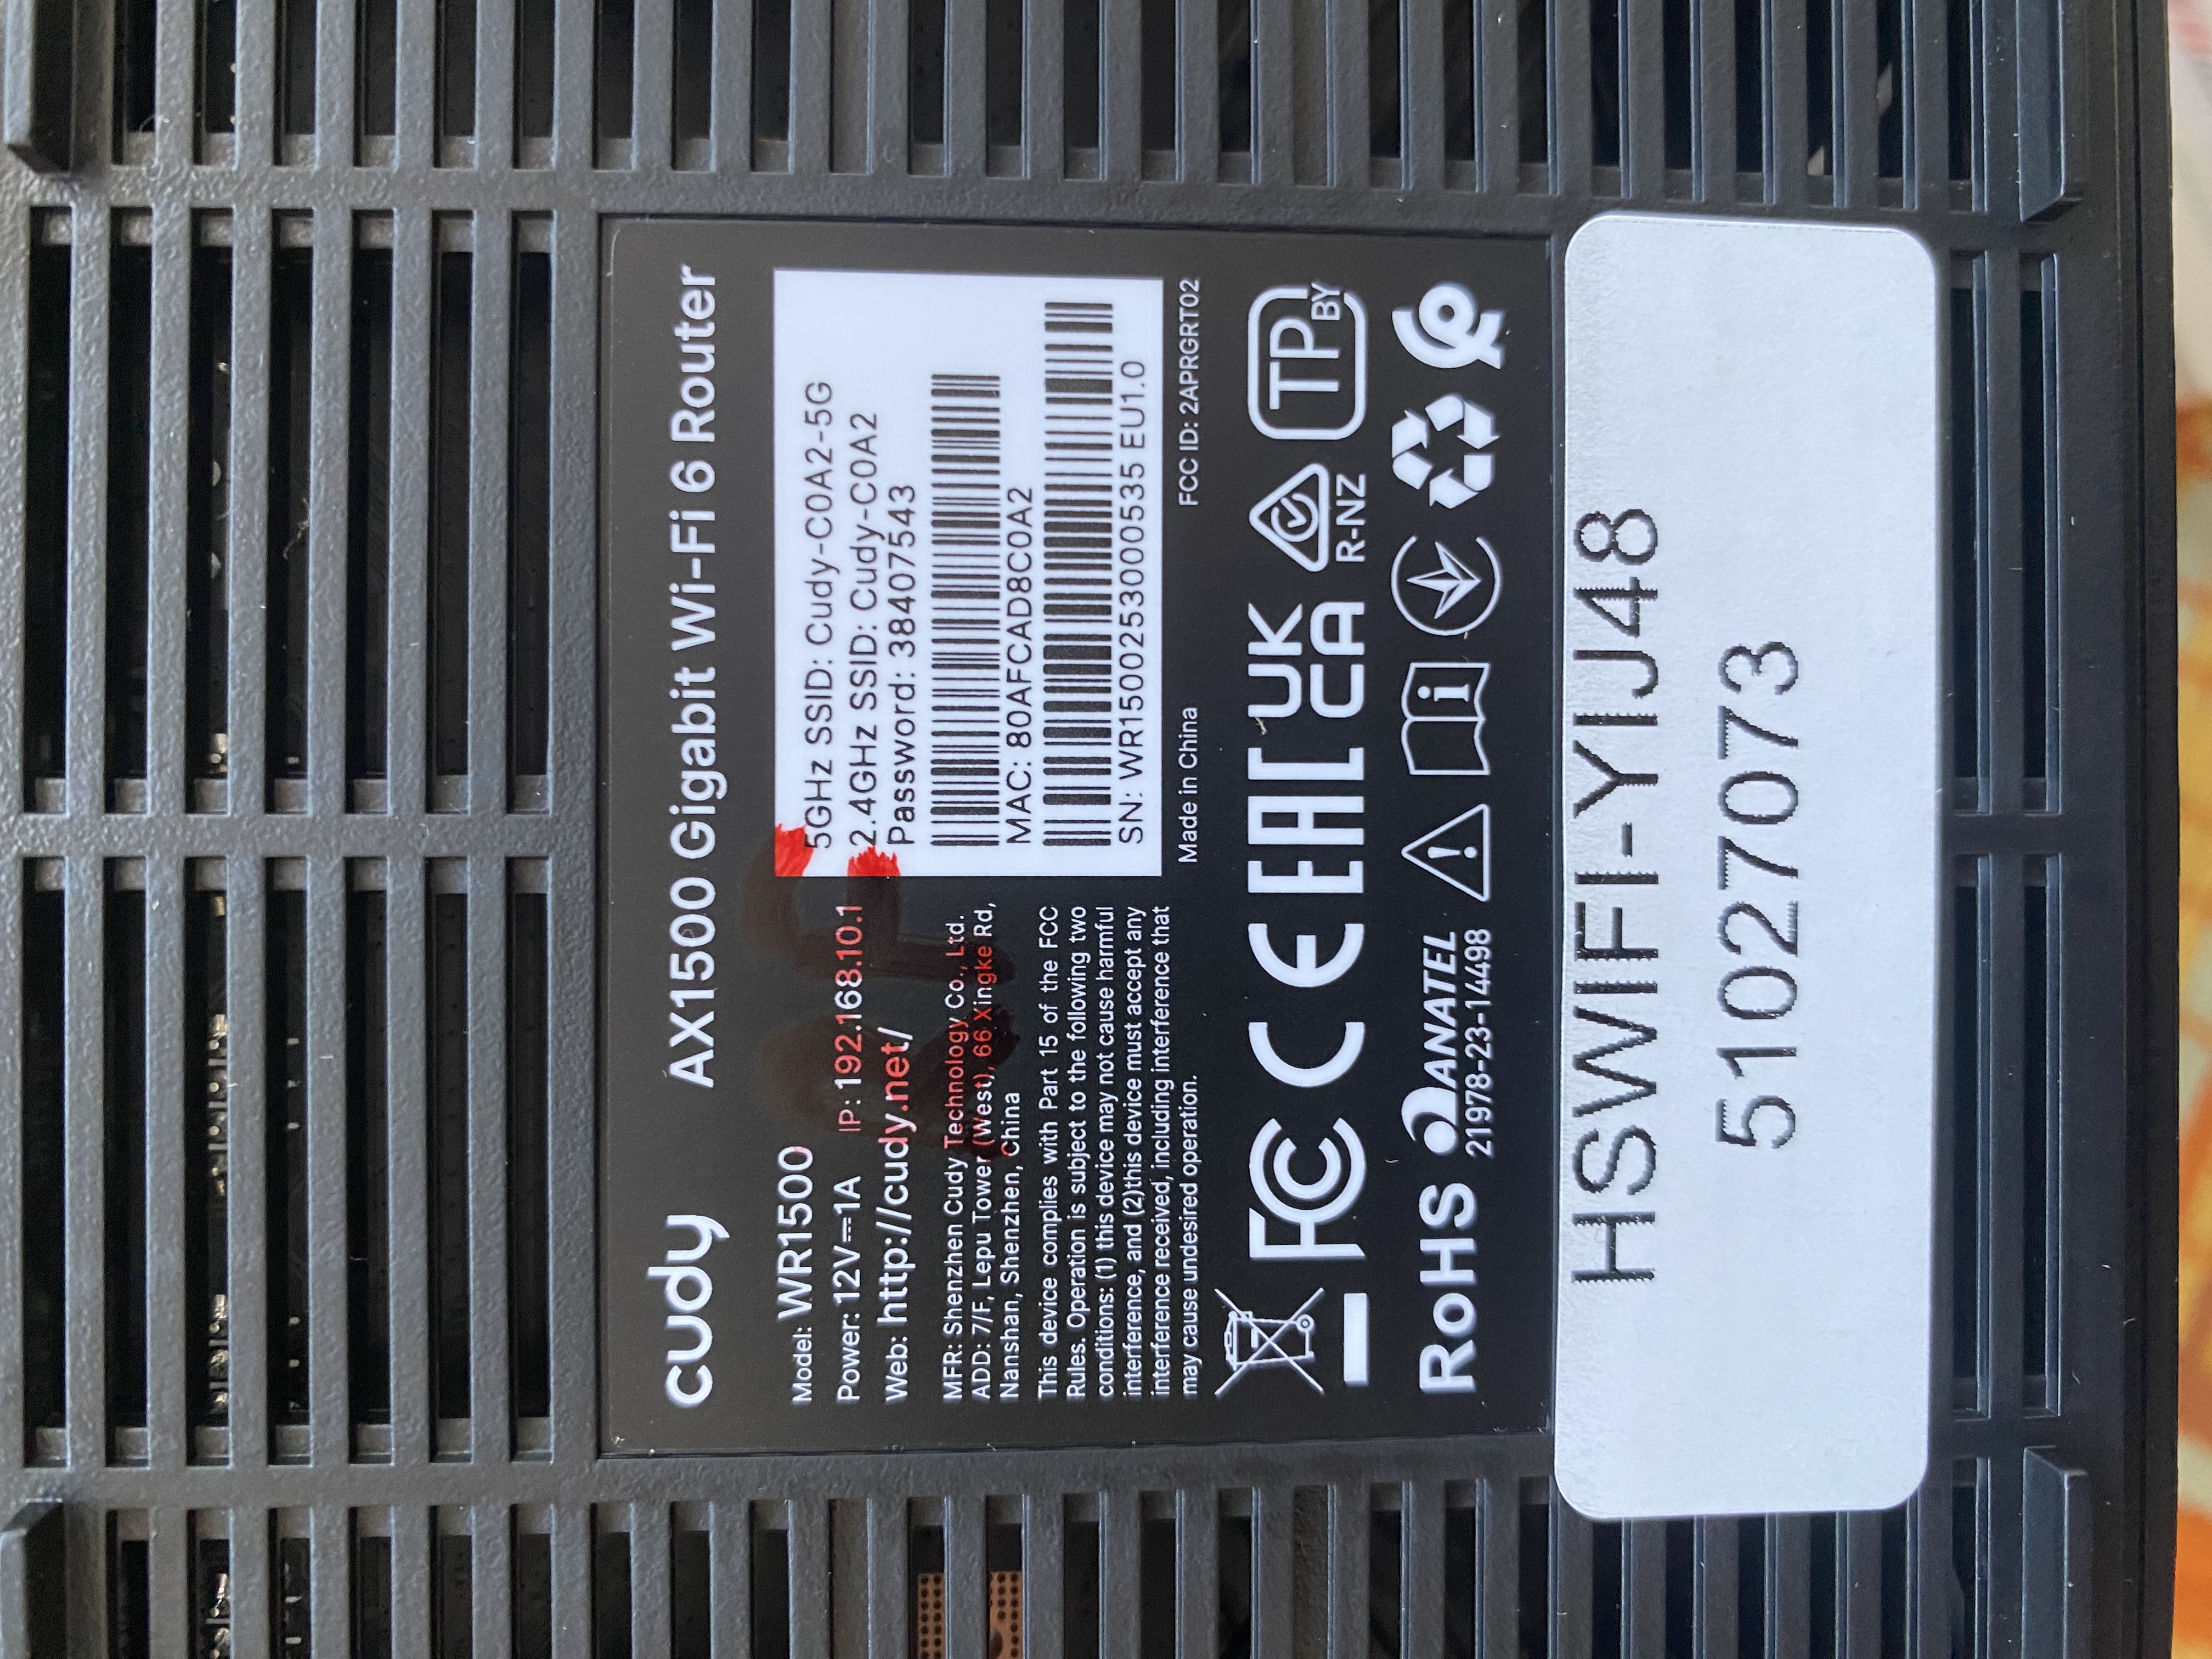 cudy AX1500 Gigabit Wi-Fi 6 Router
Model: WR1500
Power: 12V⎓1A IP: 192.168.10.1
Web: http://cudy.net/
MFR: Shenzhen Cudy Technology Co., Ltd.
ADD: 7/F, Lepu Tower (West), 66 Xingke Rd,
Nanshan, Shenzhen, China
This device complies with Part 15 of the FCC
Rules. Operation is subject to the following two
conditions: (1) this device may not cause harmful
interference, and (2)this device must accept any
interference received, including interference that
may cause undesired operation.
5GHz SSID: Cudy-C0A2-5G
2.4GHz SSID: Cudy-C0A2
Password: 38407543
MAC: 80AFCAD8C0A2
SN: WR1500253000535 EU1.0
Made in China FCC ID: 2APRGRT02
FC CE EAC UK
CA
R-NZ
TP
BY
RoHS ANATEL
21978-23-14498
HSWIFI-YIJ48
51027073